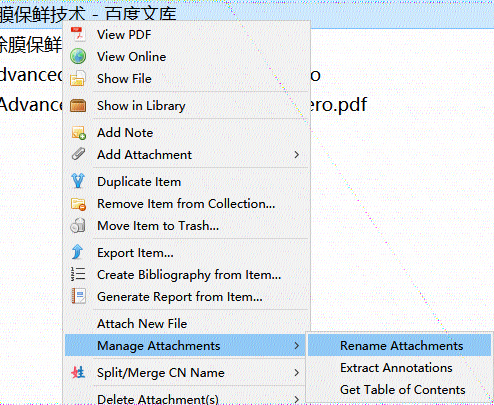 膜保鲜技术 - 百度文库
View PDF
涂膜保鲜
View Online
dvanced
o
Show File
Advance
ero.pdf
Show in Library
Add Note
Add Attachment
Duplicate Item
Remove Item from Collection...
Move Item to Trash...
Export Item...
Create Bibliography from Item...
Generate Report from Item...
Attach New File
Manage Attachments
Rename Attachments
Extract Annotations
Split/Merge CN Name
Get Table of Contents
Delete Attachment(s)